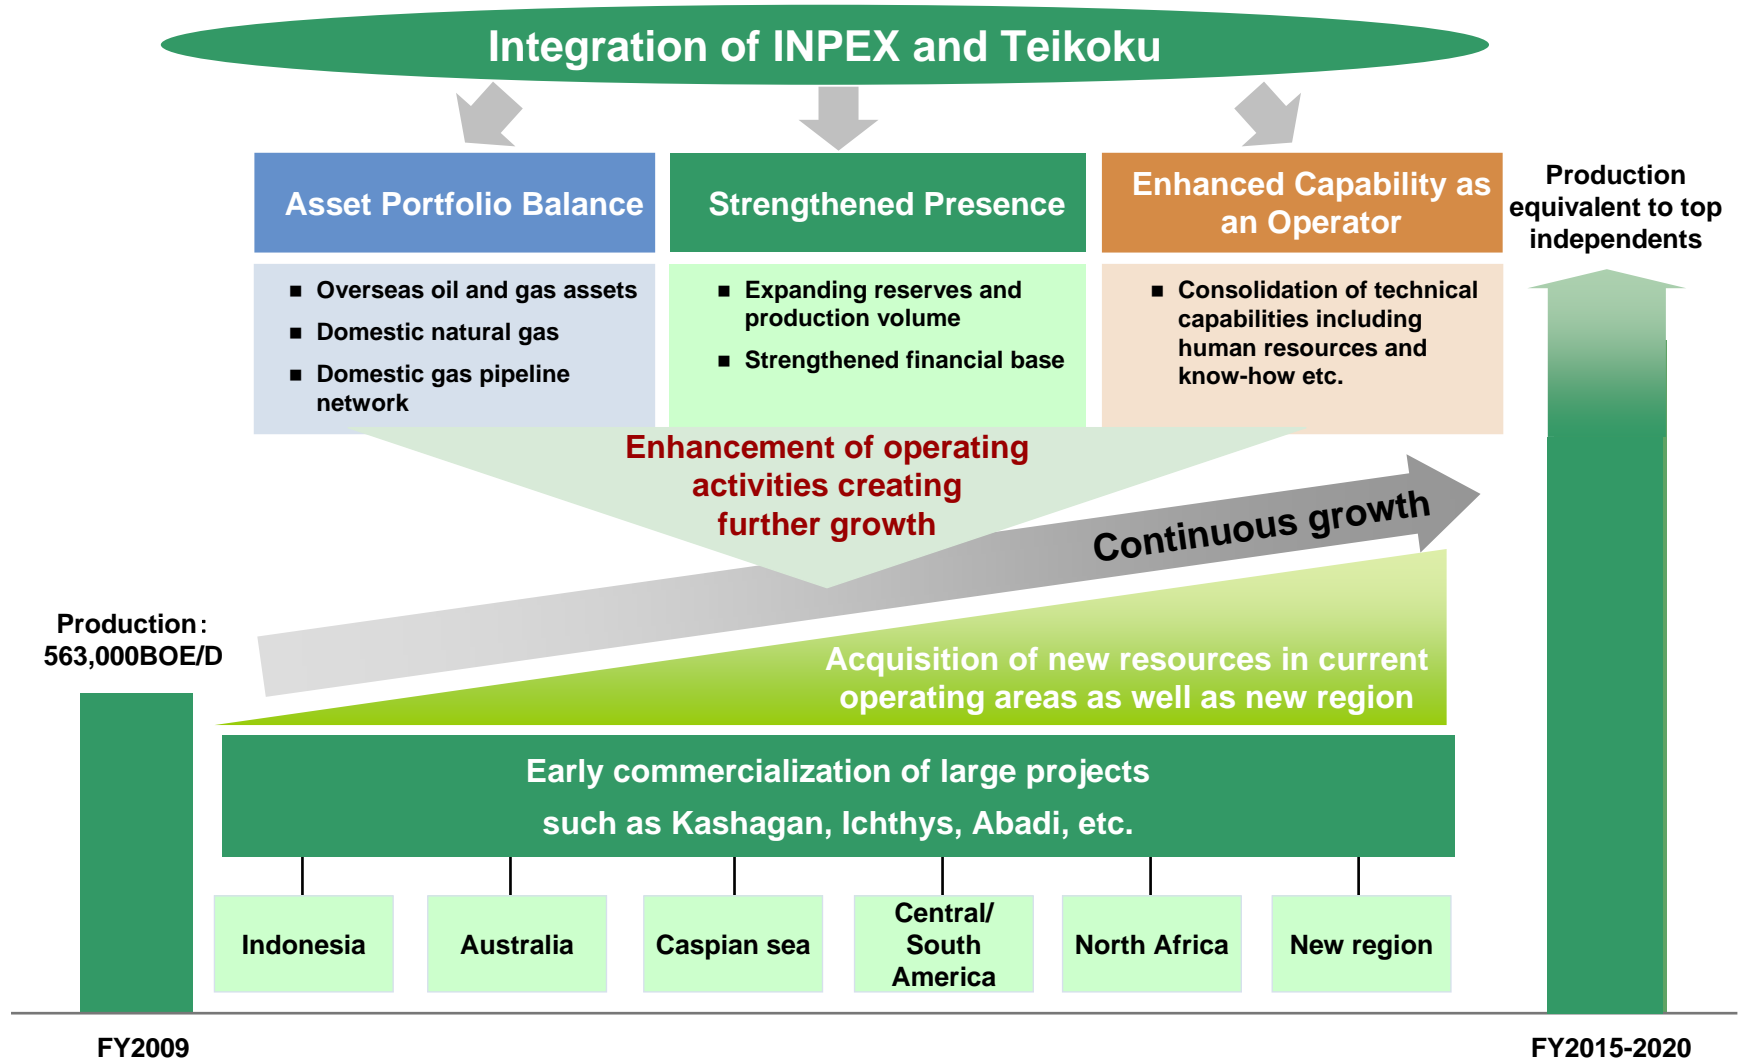 Integration of INPEX and Teikoku
Asset Portfolio Balance
Strengthened Presence
Enhanced Capability as
an Operator
Production
equivalent to top
independents
■ Overseas oil and gas assets
■ Domestic natural gas
■ Domestic gas pipeline
network
■ Expanding reserves and
production volume
■ Strengthened financial base
■ Consolidation of technical
capabilities including
human resources and
know-how etc.
Enhancement of operating
activities creating
further growth
Continuous growth
Production：
563,000BOE/D
Acquisition of new resources in current
operating areas as well as new region
Early commercialization of large projects
such as Kashagan, Ichthys, Abadi, etc.
Indonesia
Australia
Caspian sea
Central/
South
America
North Africa
New region
FY2009
FY2015-2020